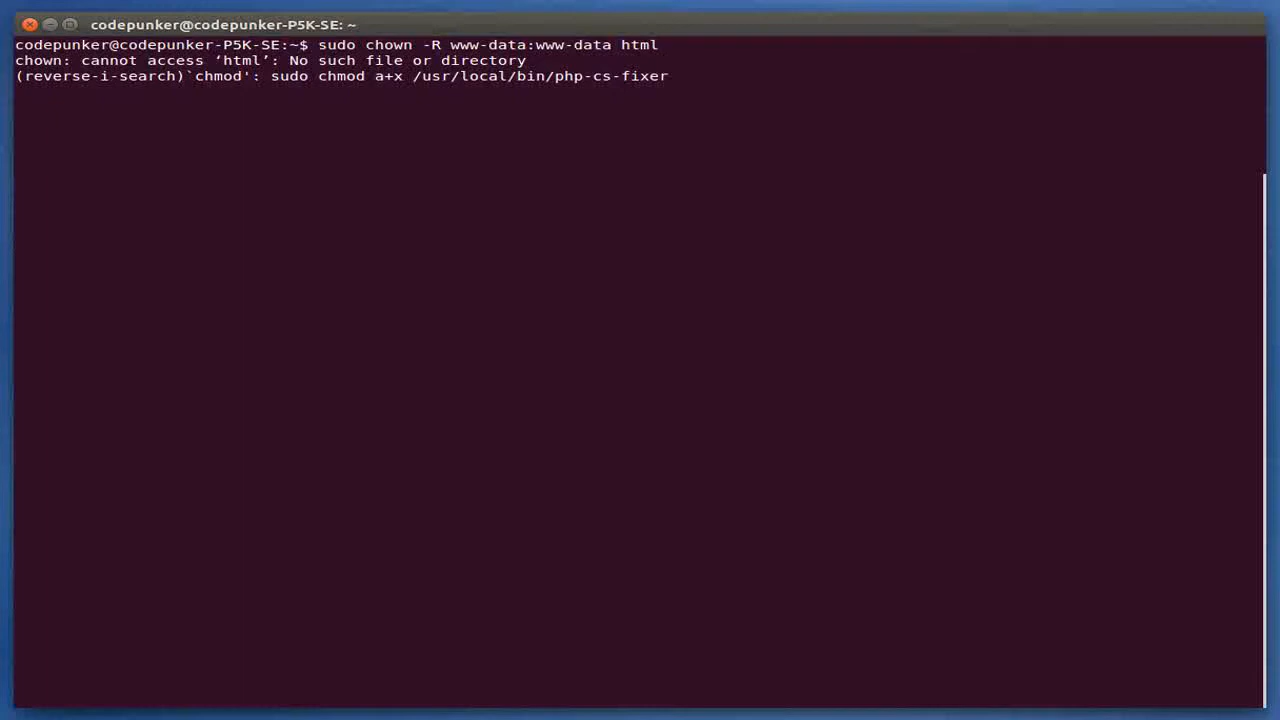 codepunker@codepunker-P5K-SE: ~
codepunker@codepunker-P5K-SE:~$ sudo chown -R www-data:www-data html
chown: cannot access ‘html’: No such file or directory
(reverse-i-search)`chmod': sudo chmod a+x /usr/local/bin/php-cs-fixer